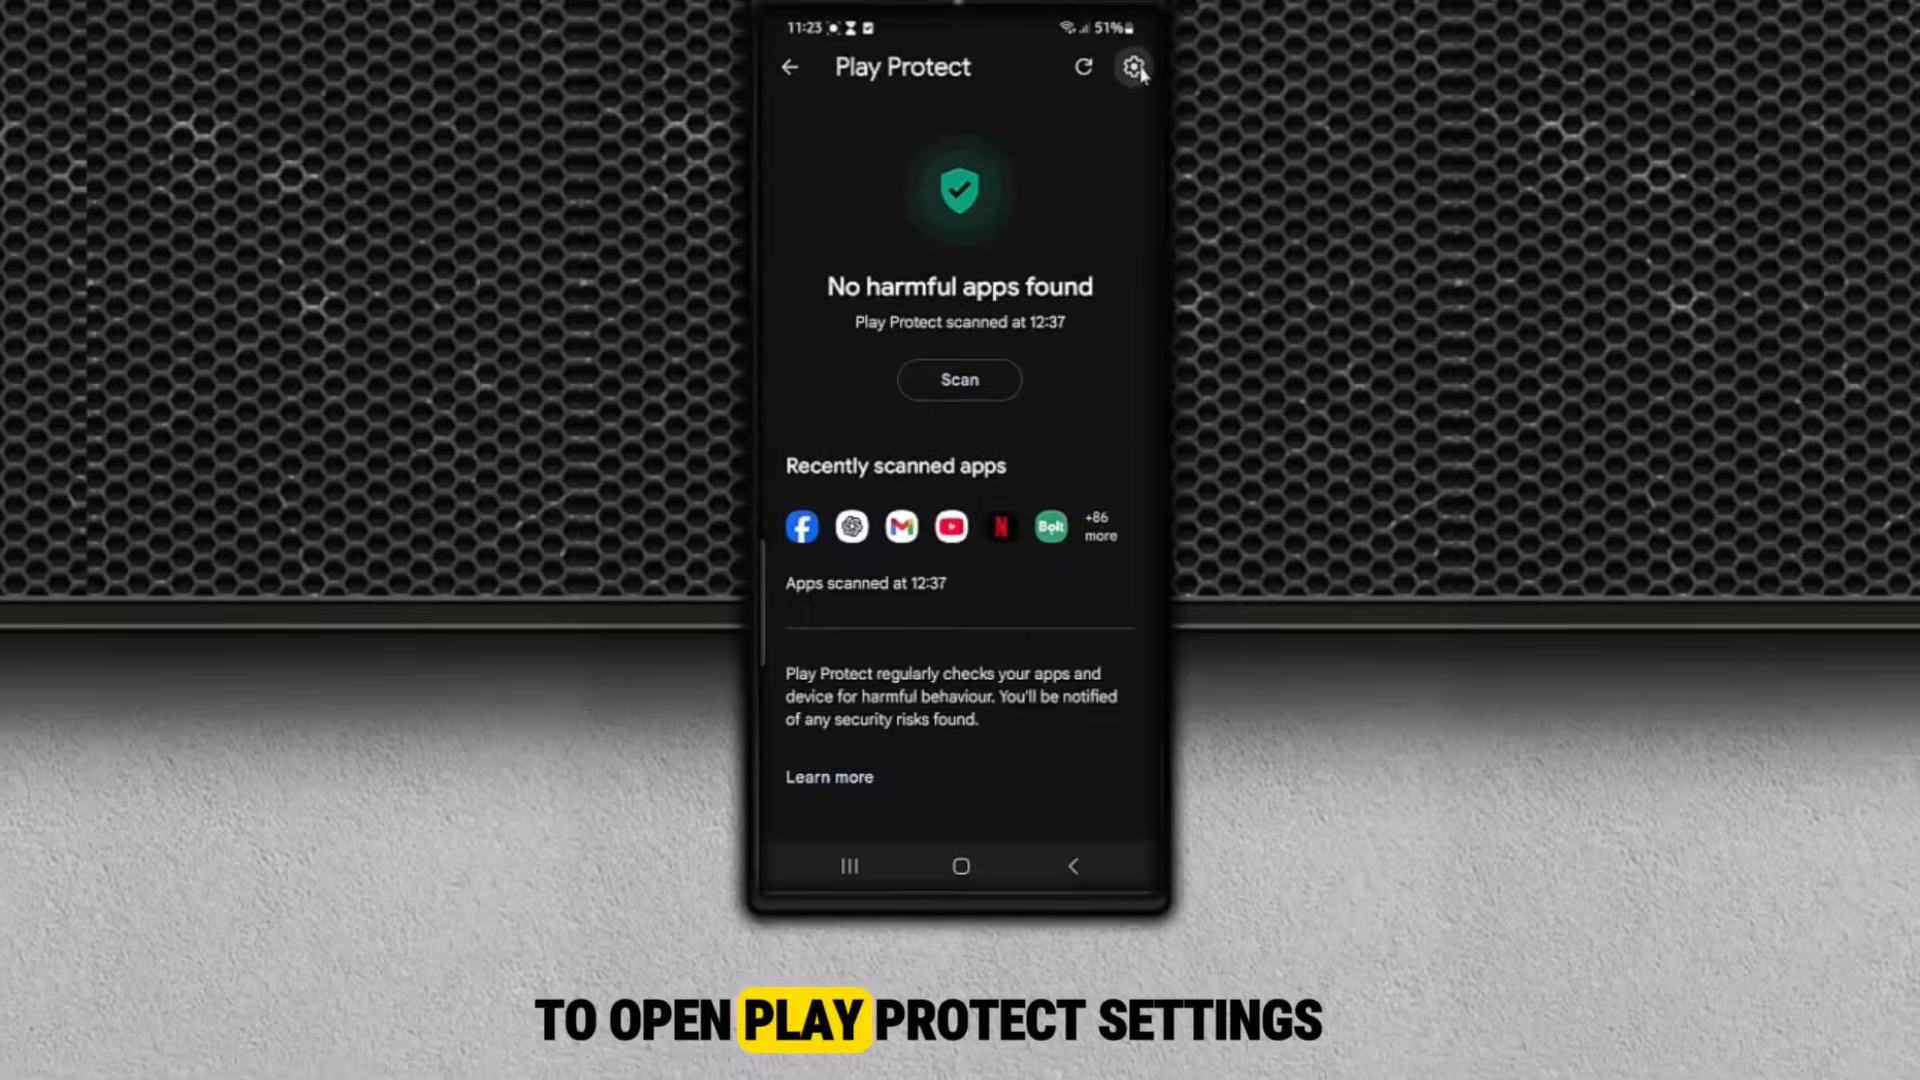 11:23 51%
Play Protect
No harmful apps found
Play Protect scanned at 12:37
Scan
Recently scanned apps
Bolt
+86
more
Apps scanned at 12:37
Play Protect regularly checks your apps and
device for harmful behaviour. You'll be notified
of any security risks found.
Learn more
TO OPEN PLAY PROTECT SETTINGS